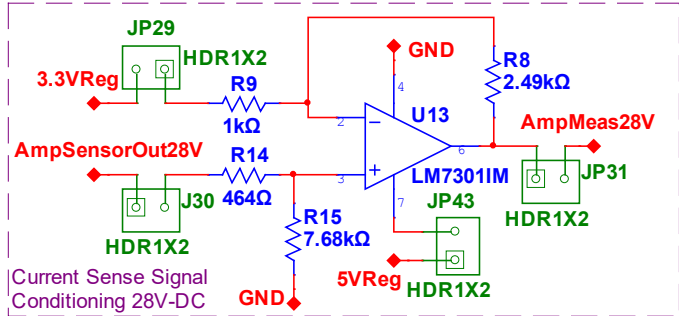 JP29
HDR1X2
3.3VReg
R9
1kΩ
GND
4
R8
2.49kΩ
U13
2
6
AmpMeas28V
AmpSensorOut28V
R14
464Ω
J30
HDR1X2
3
LM7301IM
7
JP31
HDR1X2
R15
7.68kΩ
JP43
5VReg
HDR1X2
GND
Current Sense Signal
Conditioning 28V-DC